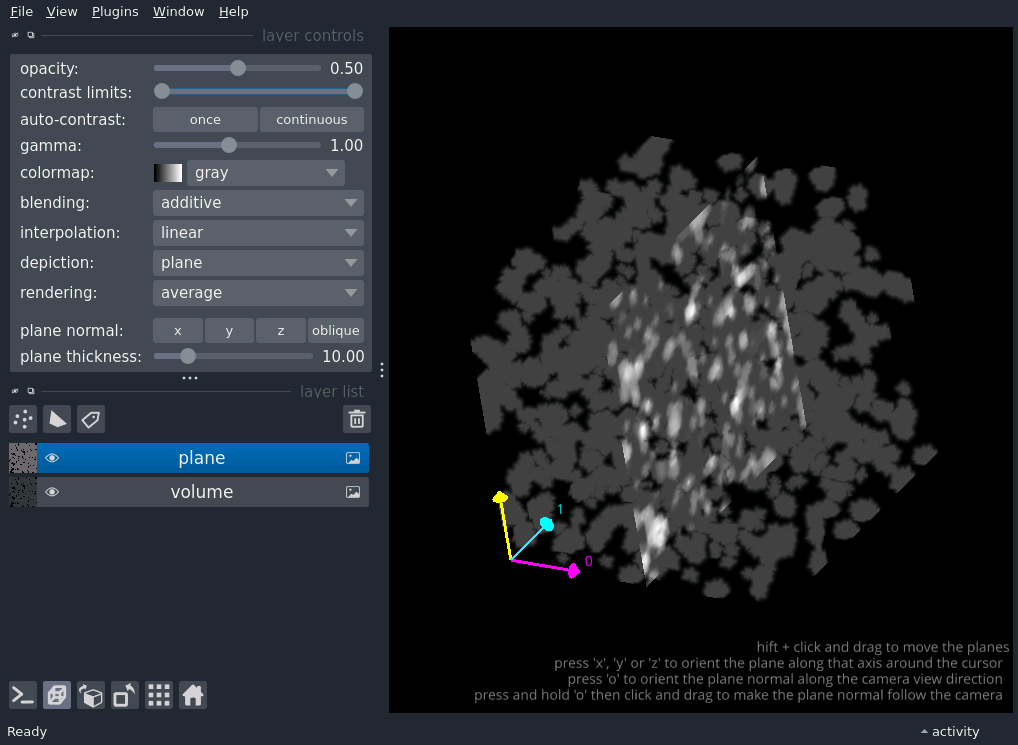 File View Plugins Window Help
layer controls
opacity: 0.50
contrast limits:
auto-contrast: once continuous
gamma: 1.00
colormap: gray
blending: additive
interpolation: linear
depiction: plane
rendering: average
plane normal: x y z oblique
plane thickness: 10.00
layer list
plane
volume
1
0
hift + click and drag to move the planes
press 'x', 'y' or 'z' to orient the plane along that axis around the cursor
press 'o' to orient the plane normal along the camera view direction
press and hold 'o' then click and drag to make the plane normal follow the camera
Ready
activity